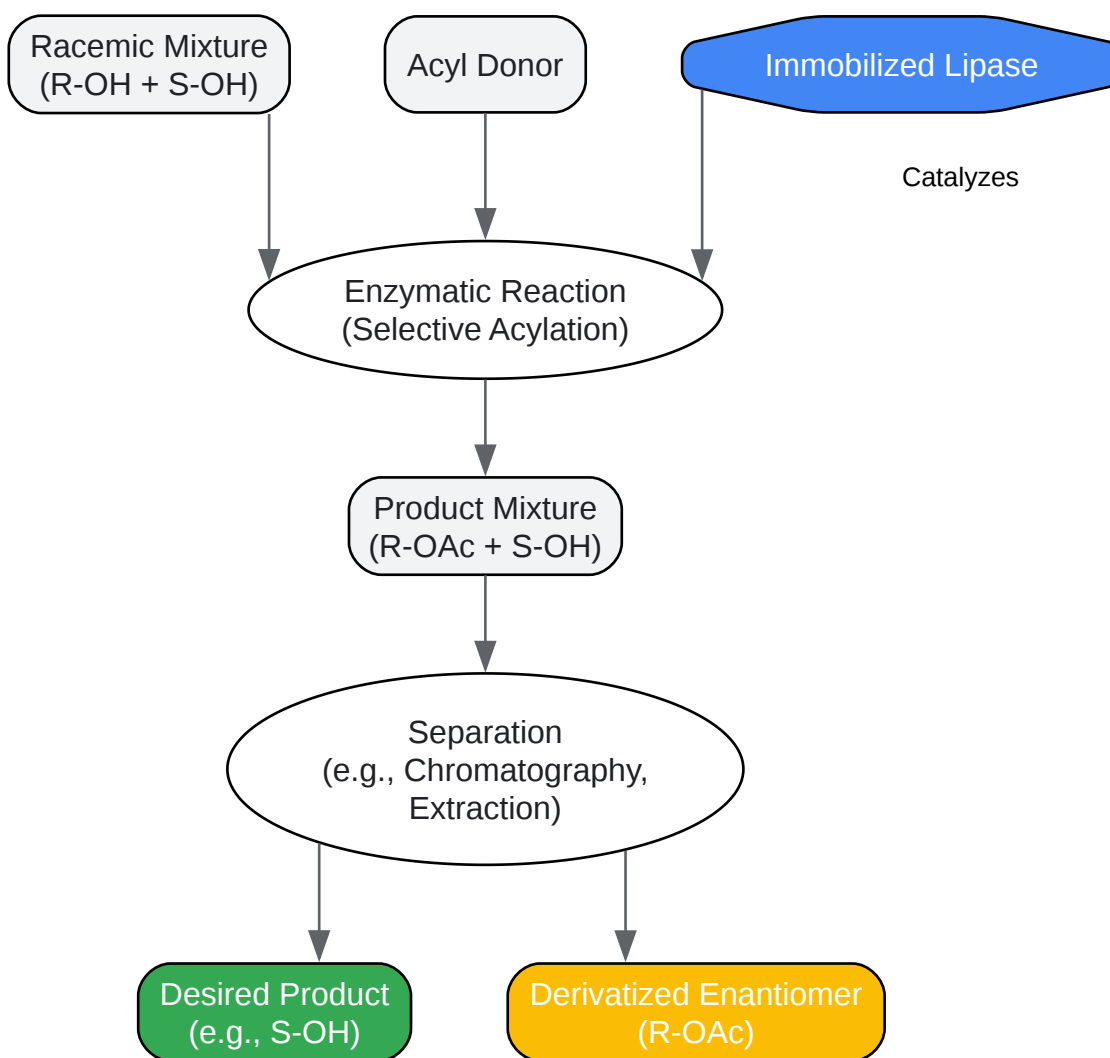 Racemic Mixture
(R-OH + S-OH)
Acyl Donor
Immobilized Lipase
Catalyzes
Enzymatic Reaction
(Selective Acylation)
Product Mixture
(R-OAc + S-OH)
Separation
(e.g., Chromatography,
Extraction)
Desired Product
(e.g., S-OH)
Derivatized Enantiomer
(R-OAc)